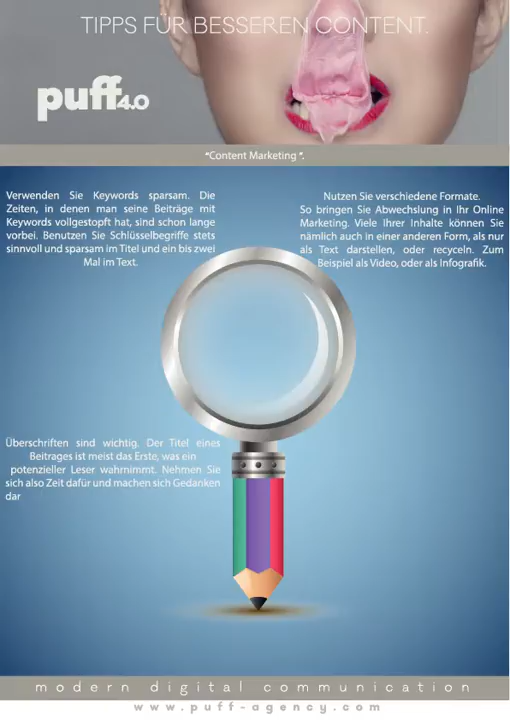 TIPPS FÜR BESSEREN CONTENT.
puff4.0
"Content Marketing ".
Verwenden Sie Keywords sparsam. Die
Zeiten, in denen man seine Beiträge mit
Keywords vollgestopft hat, sind schon lange
vorbei. Benutzen Sie Schlüsselbegriffe stets
sinnvoll und sparsam im Titel und ein bis zwei
Mal im Text.
Nutzen Sie verschiedene Formate.
So bringen Sie Abwechslung in Ihr Online
Marketing. Viele Ihrer Inhalte können Sie
nämlich auch in einer anderen Form, als nur
als Text darstellen, oder recyceln. Zum
Beispiel als Video, oder als Infografik.
Überschriften sind wichtig. Der Titel eines
Beitrages ist meist das Erste, was ein
potenzieller Leser wahrnimmt. Nehmen Sie
sich also Zeit dafür und machen sich Gedanken
dar
modern digital communication
www.puff-agency.com